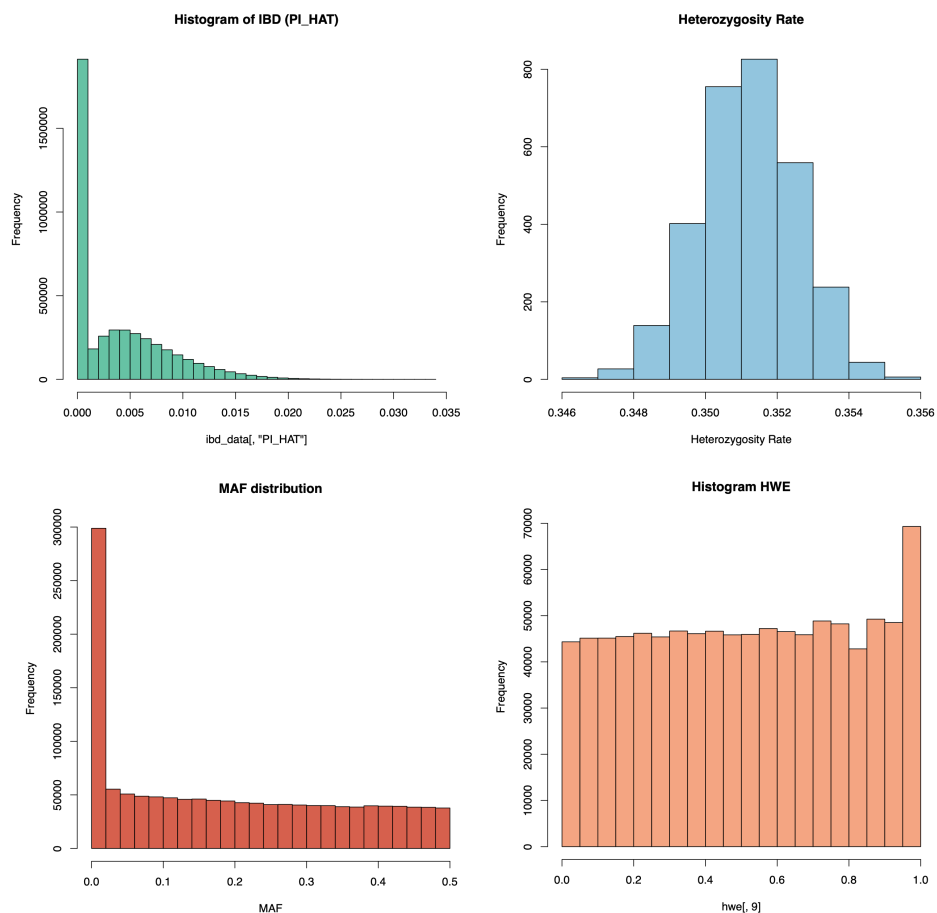 Histogram of IBD (PI_HAT)
Frequency
0
500000
1000000
1500000
0.000 0.005 0.010 0.015 0.020 0.025 0.030 0.035
ibd_data[, "PI_HAT"]
Heterozygosity Rate
Frequency
0
200
400
600
800
0.346 0.348 0.350 0.352 0.354 0.356
Heterozygosity Rate
MAF distribution
Frequency
0
50000
100000
150000
200000
250000
300000
0.0 0.1 0.2 0.3 0.4 0.5
MAF
Histogram HWE
Frequency
0
10000
20000
30000
40000
50000
60000
70000
0.0 0.2 0.4 0.6 0.8 1.0
hwe[, 9]